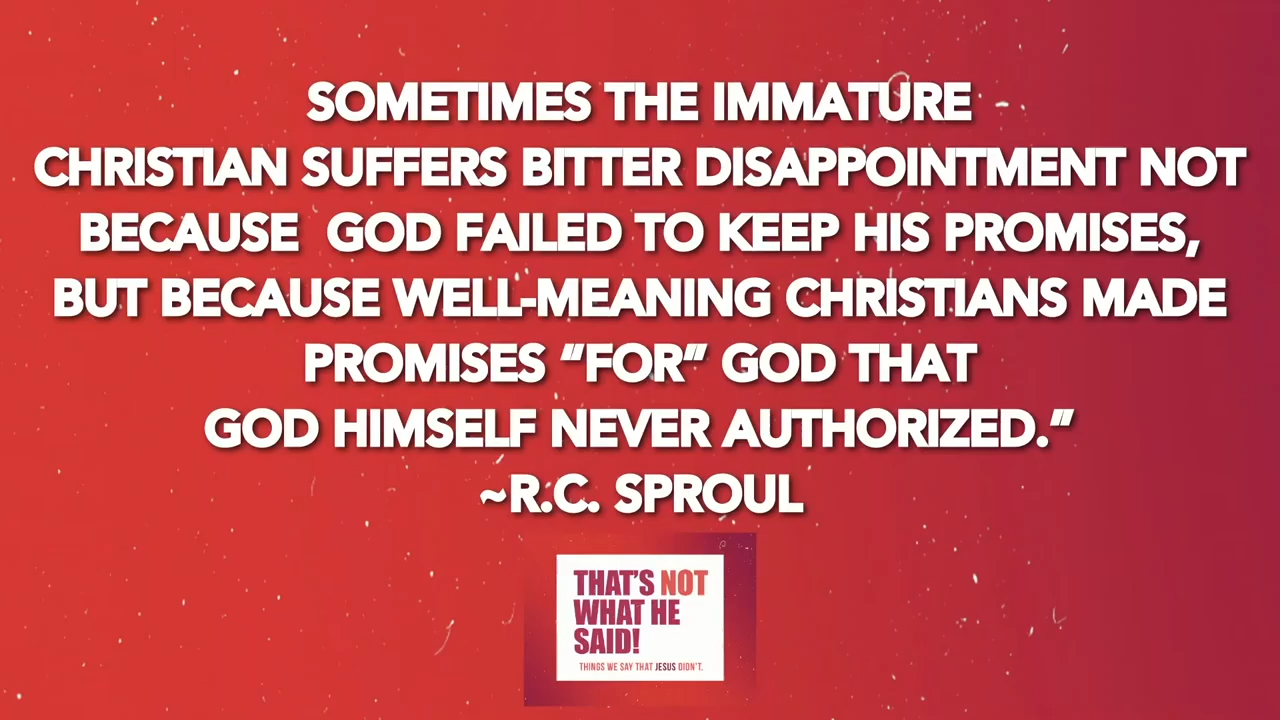 SOMETIMES THE IMMATURE
CHRISTIAN SUFFERS BITTER DISAPPOINTMENT NOT
BECAUSE  GOD FAILED TO KEEP HIS PROMISES,
BUT BECAUSE WELL-MEANING CHRISTIANS MADE
PROMISES “FOR” GOD THAT
GOD HIMSELF NEVER AUTHORIZED.”
~R.C. SPROUL
THAT'S NOT
WHAT HE
SAID!
THINGS WE SAY THAT JESUS DIDN'T.